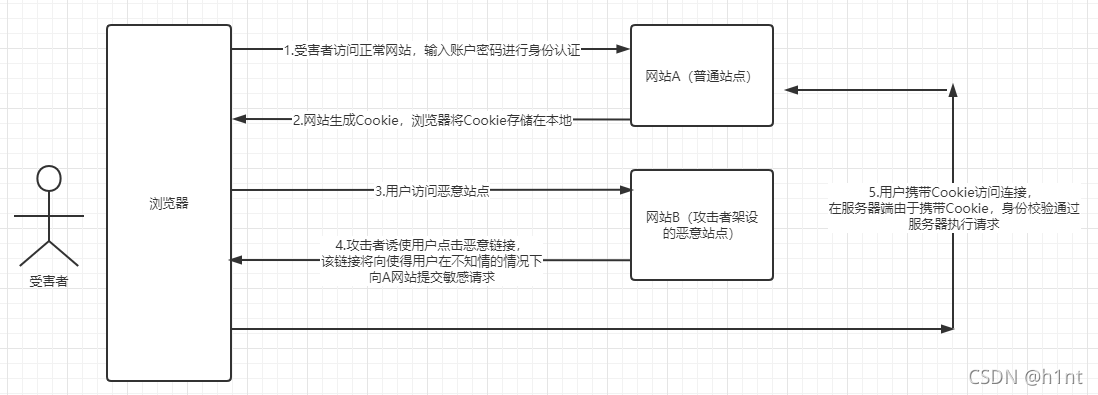 1.受害者访问正常网站，输入账户密码进行身份认证
网站A（普通站点）
2.网站生成Cookie，浏览器将Cookie存储在本地
3.用户访问恶意站点
浏览器
网站B（攻击者架设
的恶意站点）
4.攻击者诱使用户点击恶意链接，
该链接将向使得用户在不知情的情况下
向A网站提交敏感请求
5.用户携带Cookie访问连接，
在服务器端由于携带Cookie，身份校验通过
服务器执行请求
受害者
CSDN @h1nt